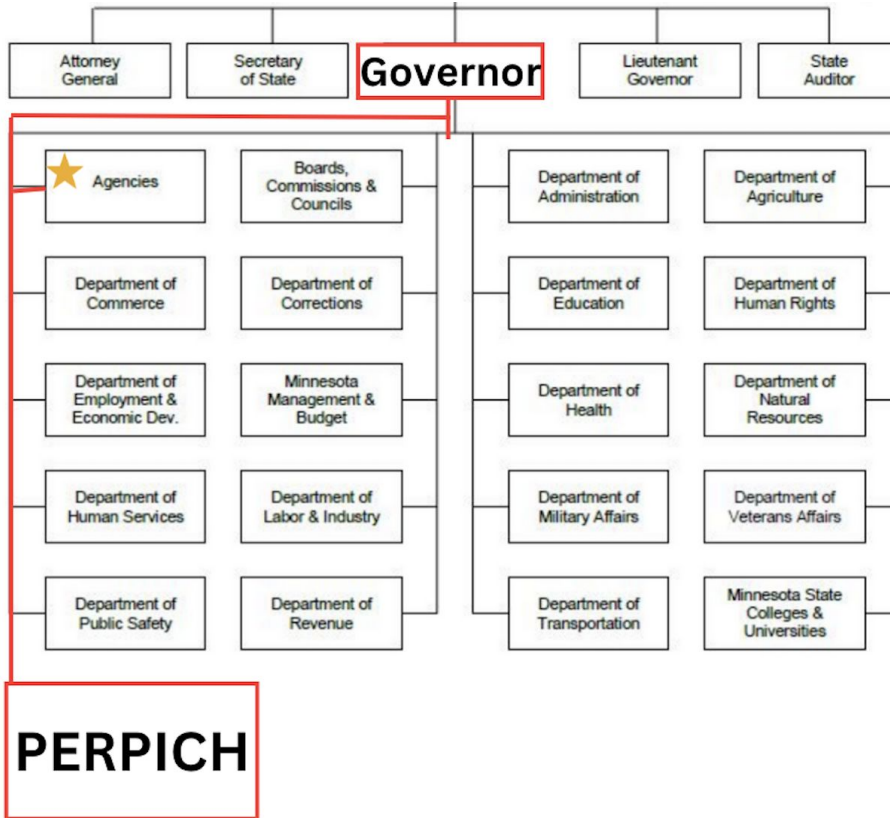 Attorney
General
Secretary
of State
Governor
Lieutenant
Governor
State
Auditor
Agencies
Boards,
Commissions &
Councils
Department of
Administration
Department of
Agriculture
Department of
Commerce
Department of
Corrections
Department of
Education
Department of
Human Rights
Department of
Employment &
Economic Dev.
Minnesota
Management &
Budget
Department of
Health
Department of
Natural
Resources
Department of
Human Services
Department of
Labor & Industry
Department of
Military Affairs
Department of
Veterans Affairs
Department of
Public Safety
Department of
Revenue
Department of
Transportation
Minnesota State
Colleges &
Universities
PERPICH